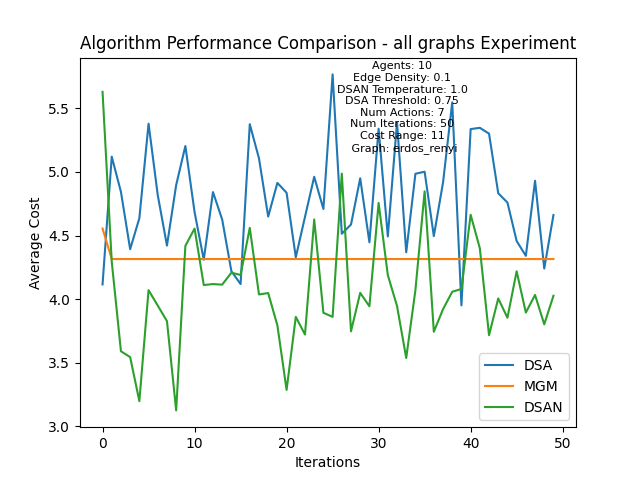 Algorithm Performance Comparison - all graphs Experiment
Agents: 10
Edge Density: 0.1
DSAN Temperature: 1.0
DSA Threshold: 0.75
Num Actions: 7
Num Iterations: 50
Cost Range: 11
Graph: erdos_renyi
Average Cost
5.5
5.0
4.5
4.0
3.5
3.0
0 10 20 30 40 50
Iterations
DSA
MGM
DSAN